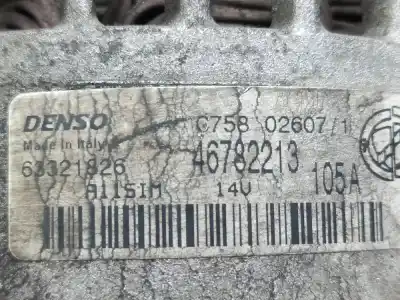 DENSO C758 02607/1
Made in Italy
63321826 46782213
A115IM 14V 105A